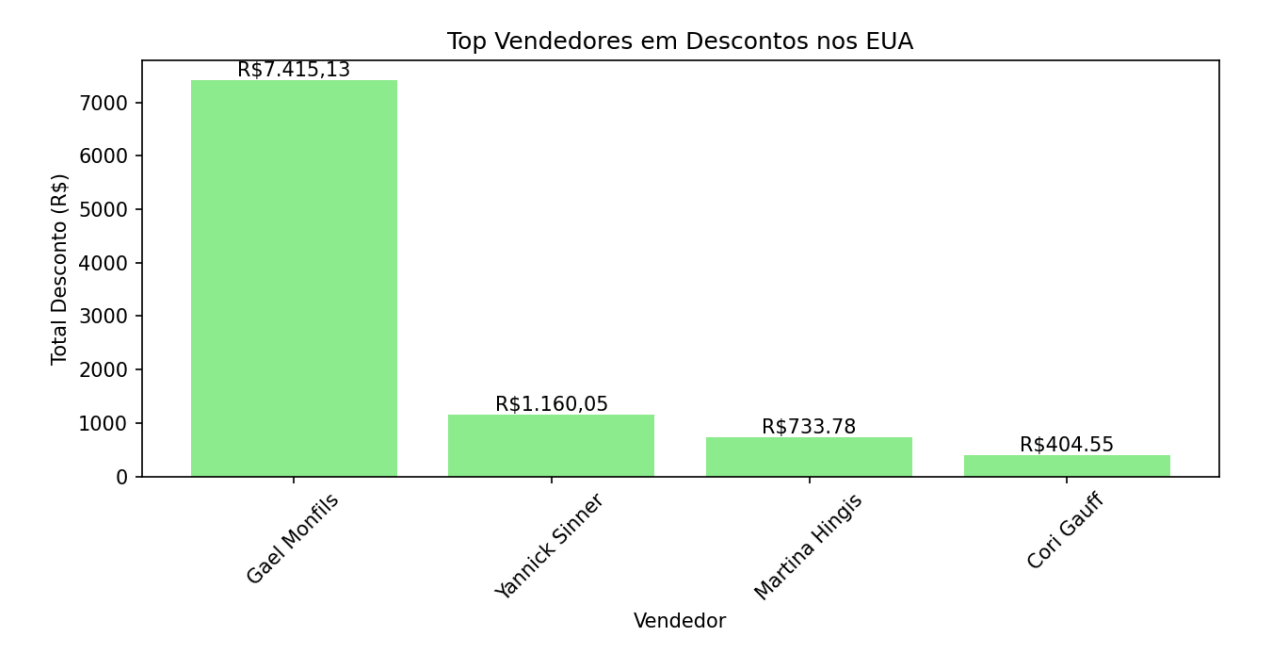 Top Vendedores em Descontos nos EUA
R$7.415,13
R$1.160,05
R$733.78
R$404.55
7000
6000
5000
4000
3000
2000
1000
0
Total Desconto (R$)
Gael Monfils
Yannick Sinner
Martina Hingis
Cori Gauff
Vendedor